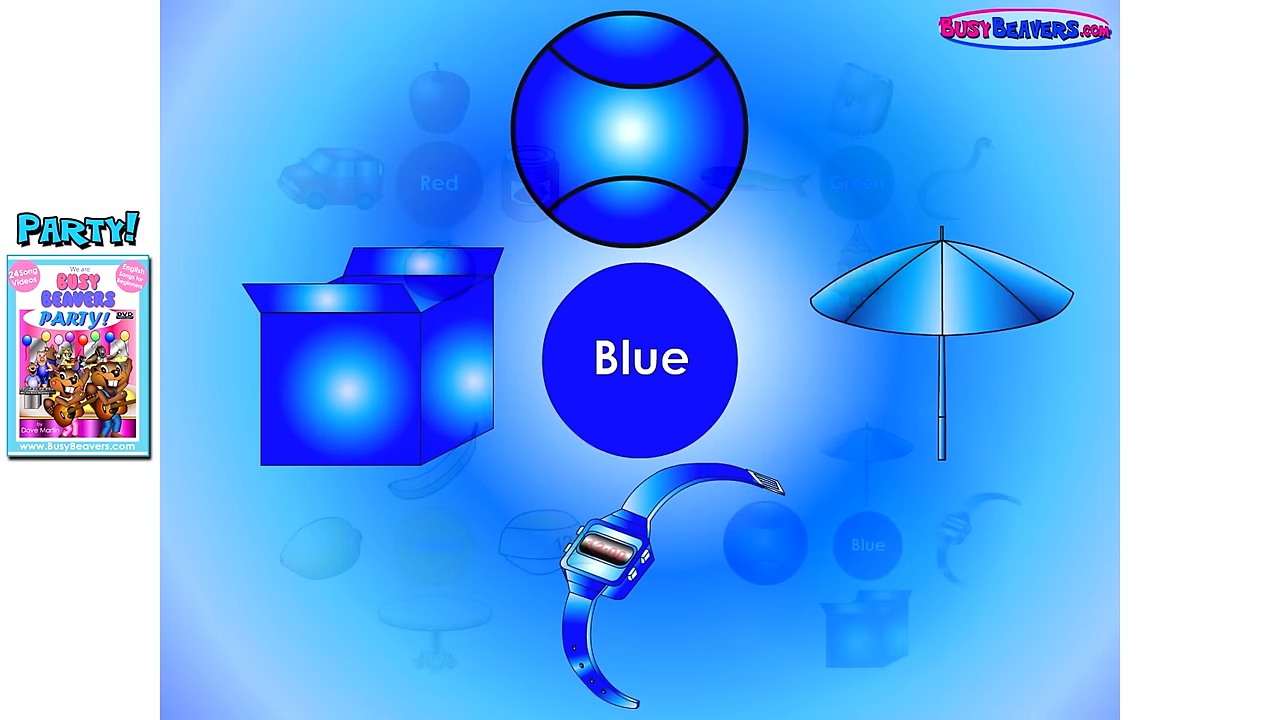 BUSYBEAVERS.COM
Red
Green
PARTY!
24 Song
Videos
We are
English
Songs for
Beginners
BUSY
BEAVERS
PARTY!
DVD
by
Dave Martin
www.BusyBeavers.com
Blue
Blue